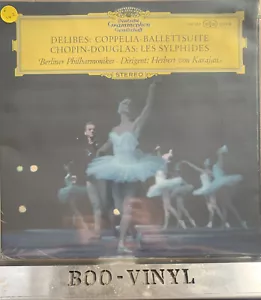 Deutsche
Grammophon
Gesellschaft
DELIBES: COPPELIA-BALLETTSUITE
CHOPIN-DOUGLAS: LES SYLPHIDES
Berliner Philharmoniker · Dirigent: Herbert von Karajan
STEREO
BOO-VINYL